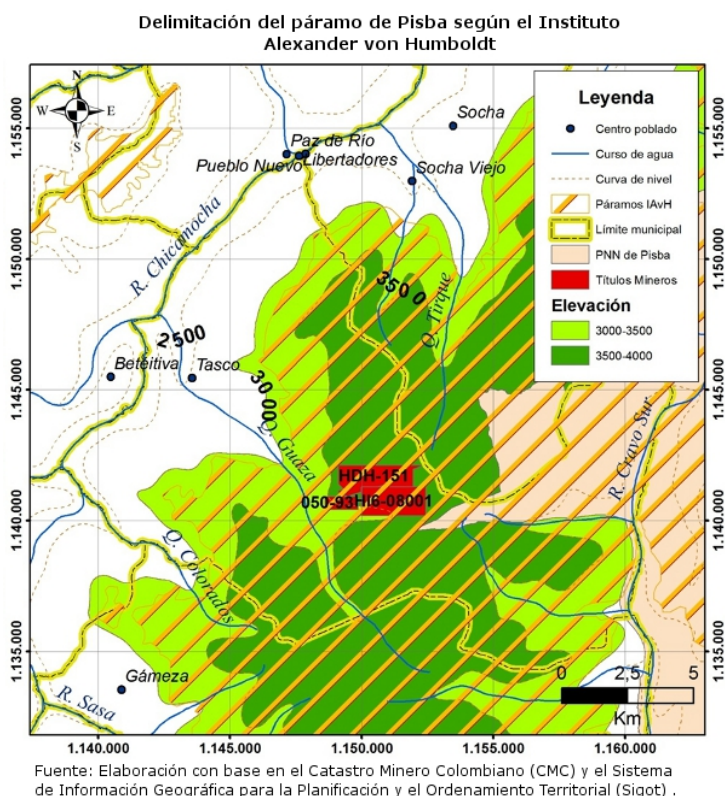 Delimitación del páramo de Pisba según el Instituto
Alexander von Humboldt
N
W E
S
1.155.000
1.150.000
1.145.000
1.140.000
1.135.000
Socha
Paz de Río
Pueblo Nuevo Libertadores
Socha Viejo
R. Chicamocha
3500
Q. Tirque
2500
Betéitiva
Tasco
3000
Q. Guaza
R. Cravo Sur
HDH-151
050-93 HI6-08001
Q. Colorados
Gámeza
R. Sasa
Leyenda
Centro poblado
Curso de agua
Curva de nivel
Páramos IAvH
Límite municipal
PNN de Pisba
Títulos Mineros
Elevación
3000-3500
3500-4000
1.155.000
1.150.000
1.145.000
1.140.000
1.135.000
0 2,5 5
Km
1.140.000 1.145.000 1.150.000 1.155.000 1.160.000
Fuente: Elaboración con base en el Catastro Minero Colombiano (CMC) y el Sistema
de Información Geográfica para la Planificación y el Ordenamiento Territorial (Sigot) .